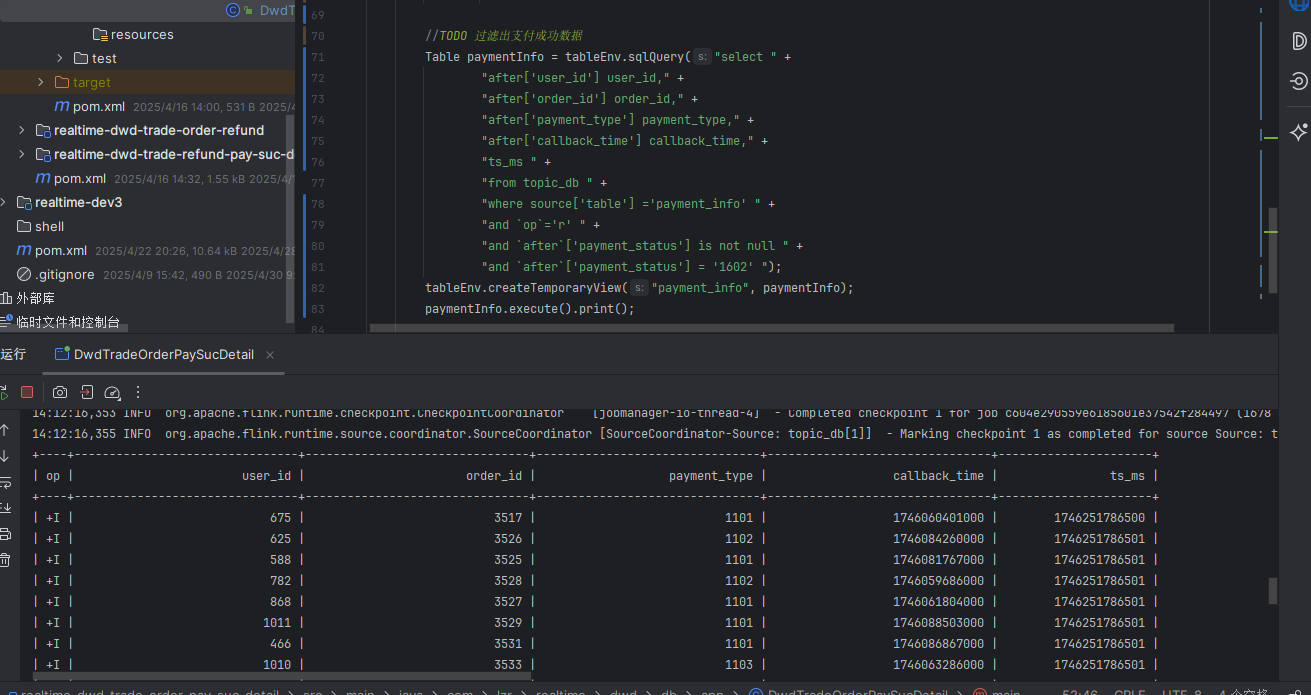 DwdT
resources
test
target
pom.xml 2025/4/16 14:00, 531 B 2025/4/
realtime-dwd-trade-order-refund
realtime-dwd-trade-refund-pay-suc-d
pom.xml 2025/4/16 14:32, 1.55 kB 2025/4/
realtime-dev3
shell
pom.xml 2025/4/22 20:26, 10.64 kB 2025/4/28
.gitignore 2025/4/9 15:42, 490 B 2025/4/30 9:
外部库
临时文件和控制台
69
70 //TODO 过滤出支付成功数据
71 Table paymentInfo = tableEnv.sqlQuery( s: "select " +
72 "after['user_id'] user_id," +
73 "after['order_id'] order_id," +
74 "after['payment_type'] payment_type," +
75 "after['callback_time'] callback_time," +
76 "ts_ms " +
77 "from topic_db " +
78 "where source['table'] ='payment_info' " +
79 "and `op`='r' " +
80 "and `after`['payment_status'] is not null " +
81 "and `after`['payment_status'] = '1602' ");
82 tableEnv.createTemporaryView( s: "payment_info", paymentInfo);
83 paymentInfo.execute().print();
84
运行 DwdTradeOrderPaySucDetail ×
14:12:16,353 INFO org.apache.flink.runtime.checkpoint.CheckpointCoordinator [jobmanager-io-thread-4] - Completed checkpoint 1 for job c604e290559e6185601e37542f284497 (1678
14:12:16,355 INFO org.apache.flink.runtime.source.coordinator.SourceCoordinator [SourceCoordinator-Source: topic_db[1]] - Marking checkpoint 1 as completed for source Source: t
| op | user_id | order_id | payment_type | callback_time | ts_ms |
| +I | 675 | 3517 | 1101 | 1746060401000 | 1746251786500 |
| +I | 625 | 3526 | 1102 | 1746084260000 | 1746251786501 |
| +I | 588 | 3525 | 1101 | 1746081767000 | 1746251786501 |
| +I | 782 | 3528 | 1102 | 1746059686000 | 1746251786501 |
| +I | 868 | 3527 | 1101 | 1746061804000 | 1746251786501 |
| +I | 1011 | 3529 | 1101 | 1746088503000 | 1746251786501 |
| +I | 466 | 3531 | 1101 | 1746086867000 | 1746251786501 |
| +I | 1010 | 3533 | 1103 | 1746063286000 | 1746251786501 |
realtime-dwd-trade-order-pay-suc-detail > src > main > java > com > lzr > realtime > dwd > db > app > DwdTradeOrderPaySucDetail > main 52:46 CRLF UTF-8 4 个空格